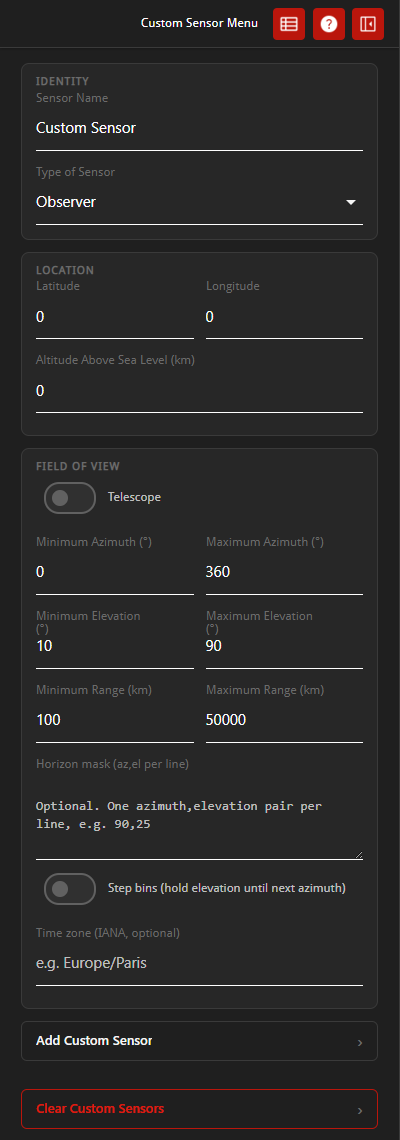 Custom Sensor Menu
IDENTITY
Sensor Name
Custom Sensor
Type of Sensor
Observer
LOCATION
Latitude
Longitude
0
0
Altitude Above Sea Level (km)
0
FIELD OF VIEW
Telescope
Minimum Azimuth (°)
Maximum Azimuth (°)
0
360
Minimum Elevation
(°)
Maximum Elevation
(°)
10
90
Minimum Range (km)
Maximum Range (km)
100
50000
Horizon mask (az,el per line)
Optional. One azimuth,elevation pair per
line, e.g. 90,25
Step bins (hold elevation until next azimuth)
Time zone (IANA, optional)
e.g. Europe/Paris
Add Custom Sensor
Clear Custom Sensors